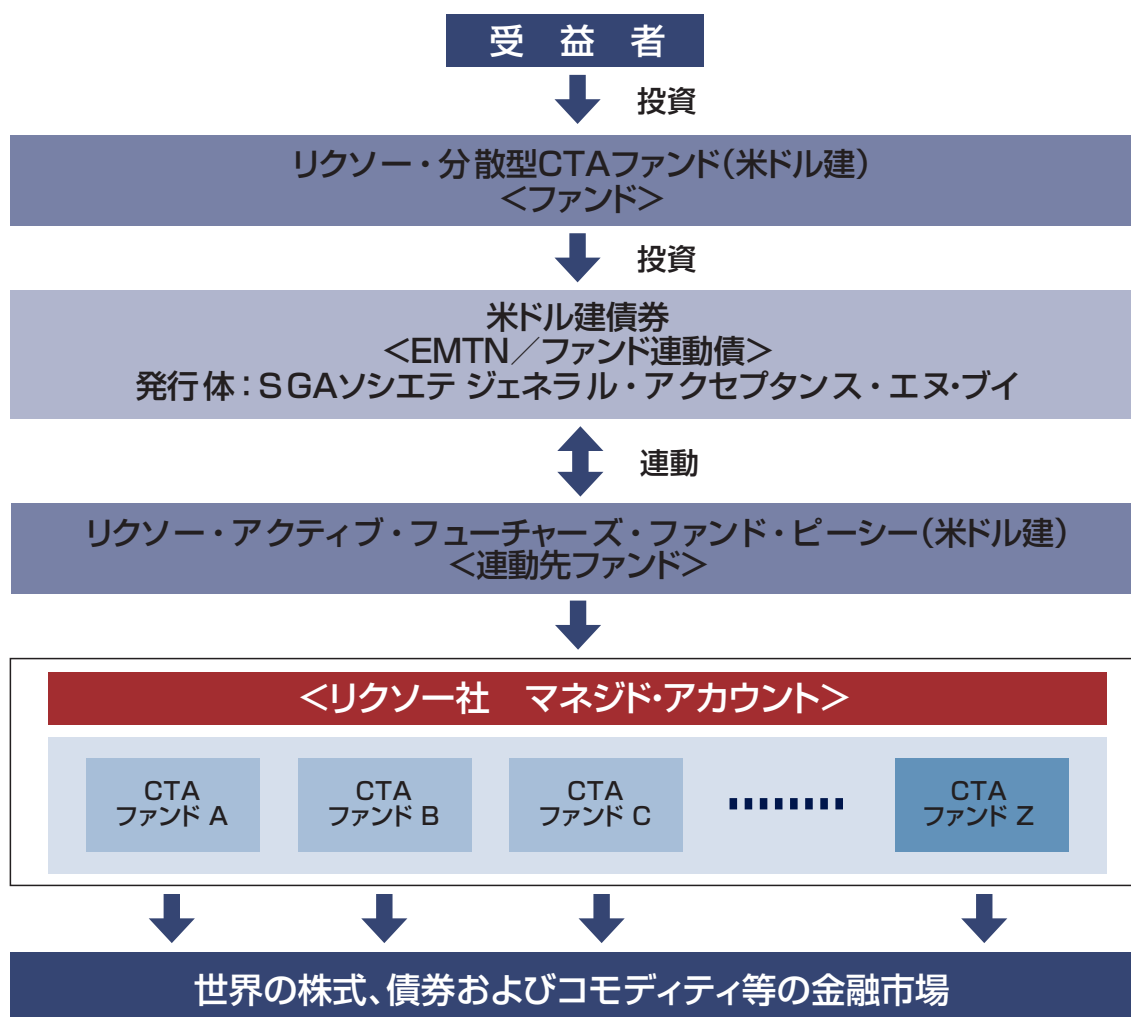 受 益 者
投資
リクソー・分散型CTAファンド(米ドル建)
＜ファンド＞
投資
米ドル建債券
＜EMTN／ファンド連動債＞
発行体：SGAソシエテ ジェネラル・アクセプタンス・エヌ・ブイ
連動
リクソー・アクティブ・フューチャーズ・ファンド・ピーシー(米ドル建)
＜連動先ファンド＞
＜リクソー社　マネジド・アカウント＞
CTA
ファンド A
CTA
ファンド B
CTA
ファンド C
CTA
ファンド Z
世界の株式、債券およびコモディティ等の金融市場